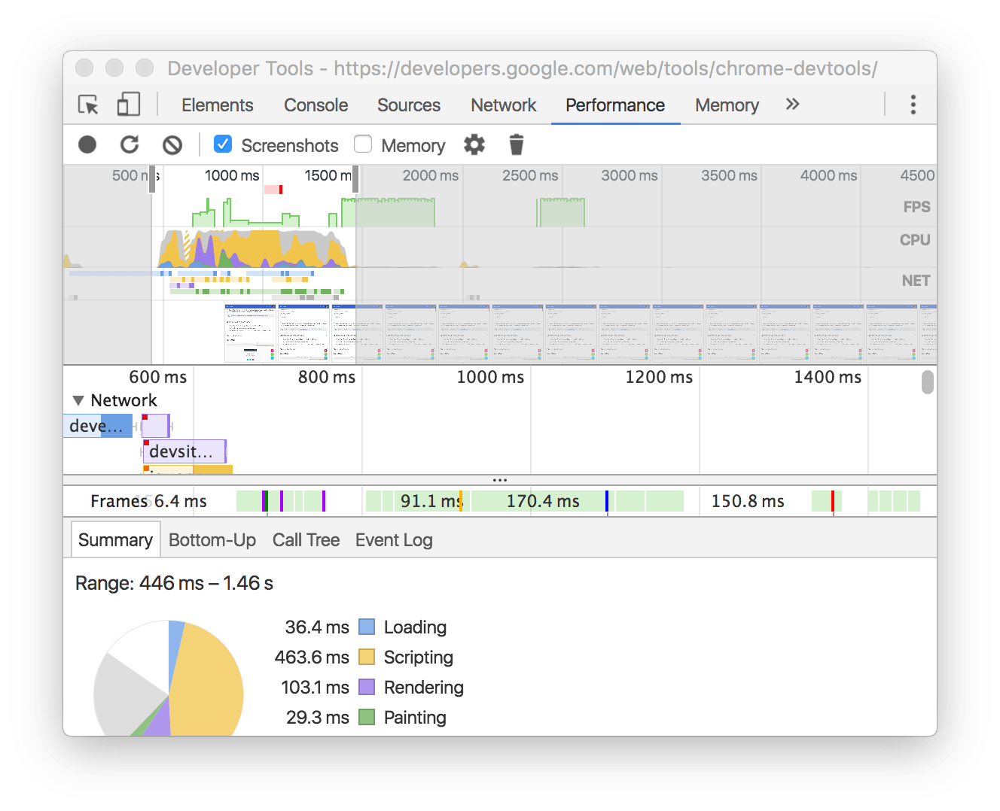 Developer Tools - https://developers.google.com/web/tools/chrome-devtools/
Elements Console Sources Network Performance Memory »
Screenshots Memory
500 ms 1000 ms 1500 m 2000 ms 2500 ms 3000 ms 3500 ms 4000 ms 4500
FPS
CPU
NET
600 ms 800 ms 1000 ms 1200 ms 1400 ms
Network
deve...
devsit...
Frames 6.4 ms 91.1 ms 170.4 ms 150.8 ms
Summary Bottom-Up Call Tree Event Log
Range: 446 ms – 1.46 s
36.4 ms Loading
463.6 ms Scripting
103.1 ms Rendering
29.3 ms Painting